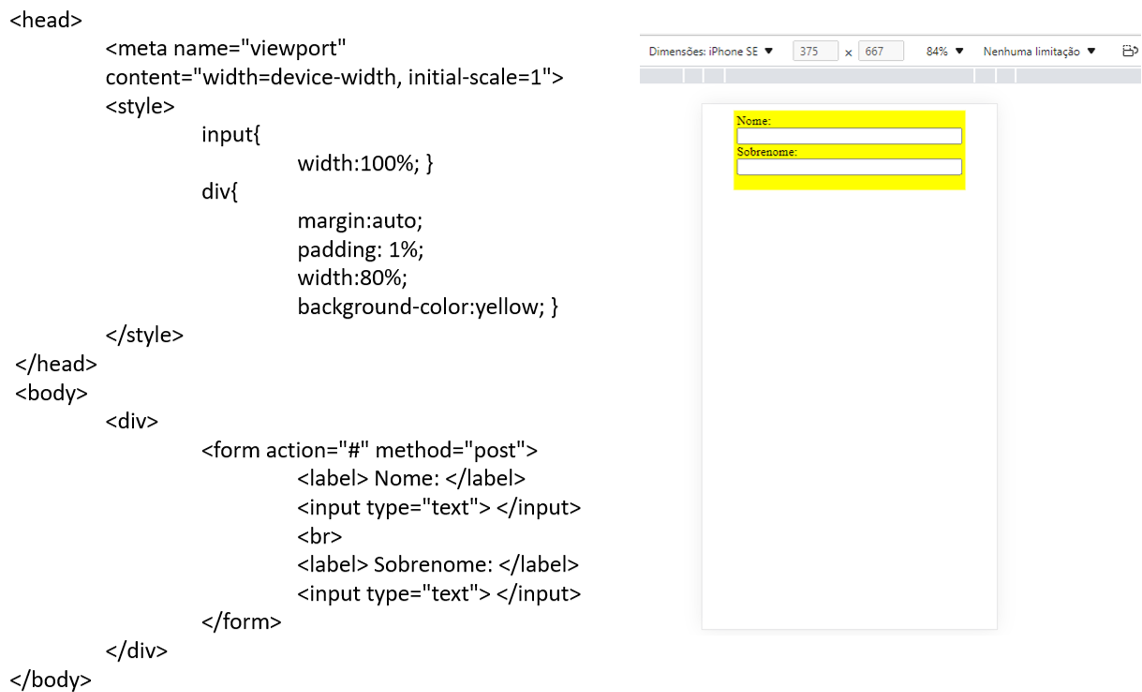 <head>
<meta name="viewport"
content="width=device-width, initial-scale=1">
<style>
input{
width:100%; }
div{
margin:auto;
padding: 1%;
width:80%;
background-color:yellow; }
</style>
</head>
<body>
<div>
<form action="#" method="post">
<label> Nome: </label>
<input type="text"> </input>
<br>
<label> Sobrenome: </label>
<input type="text"> </input>
</form>
</div>
</body>
Dimensões: iPhone SE ▼ 375 x 667 84% ▼ Nenhuma limitação ▼
Nome:
Sobrenome: